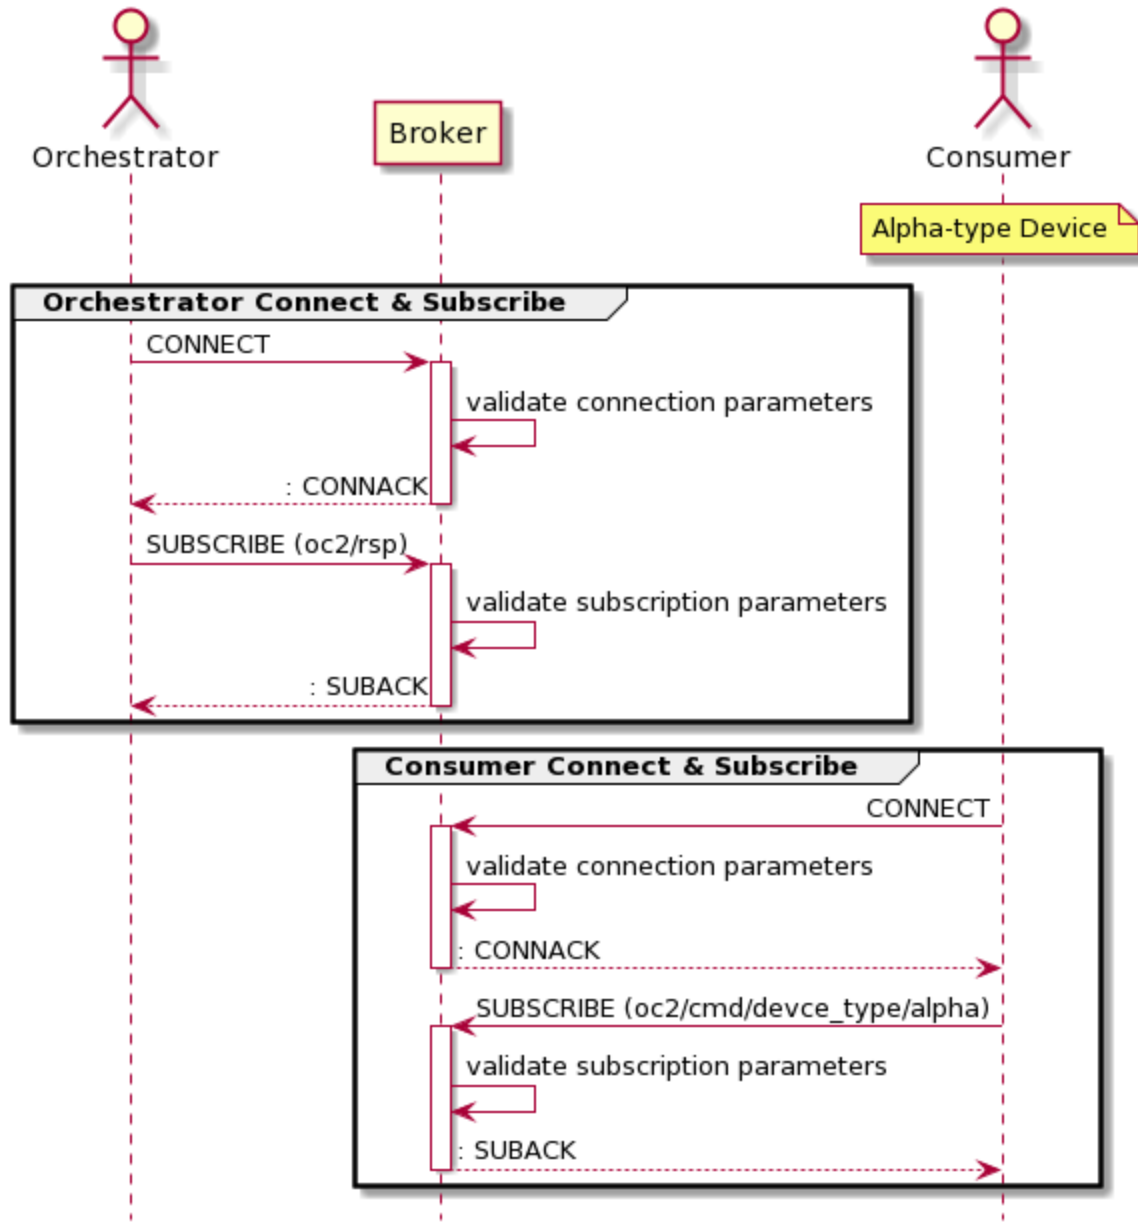 Orchestrator
Broker
Consumer
Alpha-type Device
Orchestrator Connect & Subscribe
CONNECT
validate connection parameters
: CONNACK
SUBSCRIBE (oc2/rsp)
validate subscription parameters
: SUBACK
Consumer Connect & Subscribe
CONNECT
validate connection parameters
: CONNACK
SUBSCRIBE (oc2/cmd/devce_type/alpha)
validate subscription parameters
: SUBACK